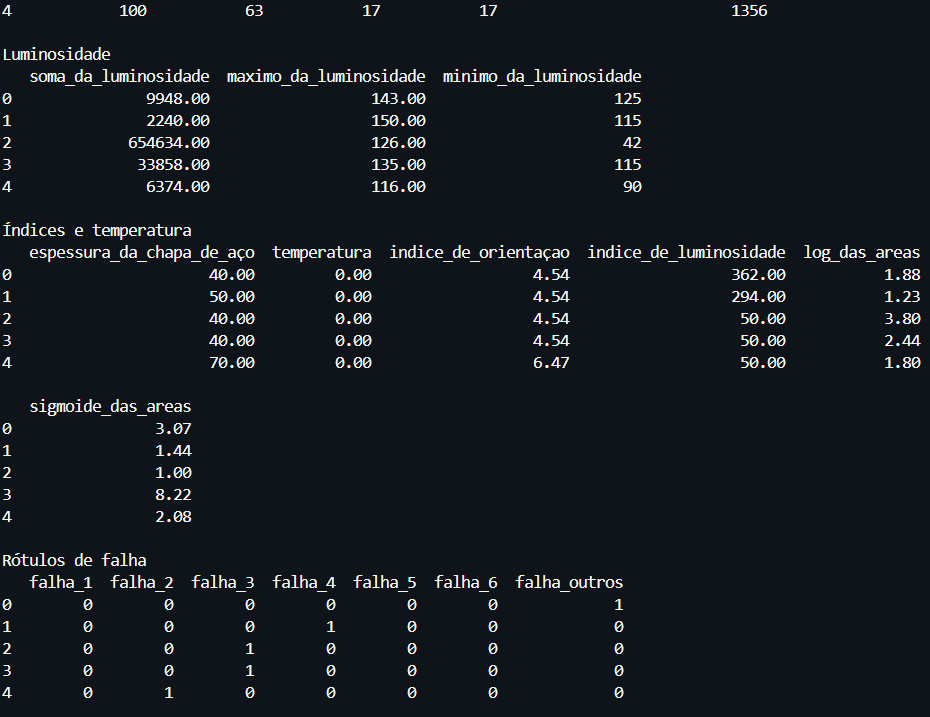 4 100 63 17 17 1356
Luminosidade
soma_da_luminosidade maximo_da_luminosidade minimo_da_luminosidade
0 9948.00 143.00 125
1 2240.00 150.00 115
2 654634.00 126.00 42
3 33858.00 135.00 115
4 6374.00 116.00 90
Índices e temperatura
espessura_da_chapa_de_aço temperatura indice_de_orientaçao indice_de_luminosidade log_das_areas
0 40.00 0.00 4.54 362.00 1.88
1 50.00 0.00 4.54 294.00 1.23
2 40.00 0.00 4.54 50.00 3.80
3 40.00 0.00 4.54 50.00 2.44
4 70.00 0.00 6.47 50.00 1.80
sigmoide_das_areas
0 3.07
1 1.44
2 1.00
3 8.22
4 2.08
Rótulos de falha
falha_1 falha_2 falha_3 falha_4 falha_5 falha_6 falha_outros
0 0 0 0 0 0 0 1
1 0 0 0 1 0 0 0
2 0 0 1 0 0 0 0
3 0 0 1 0 0 0 0
4 0 1 0 0 0 0 0